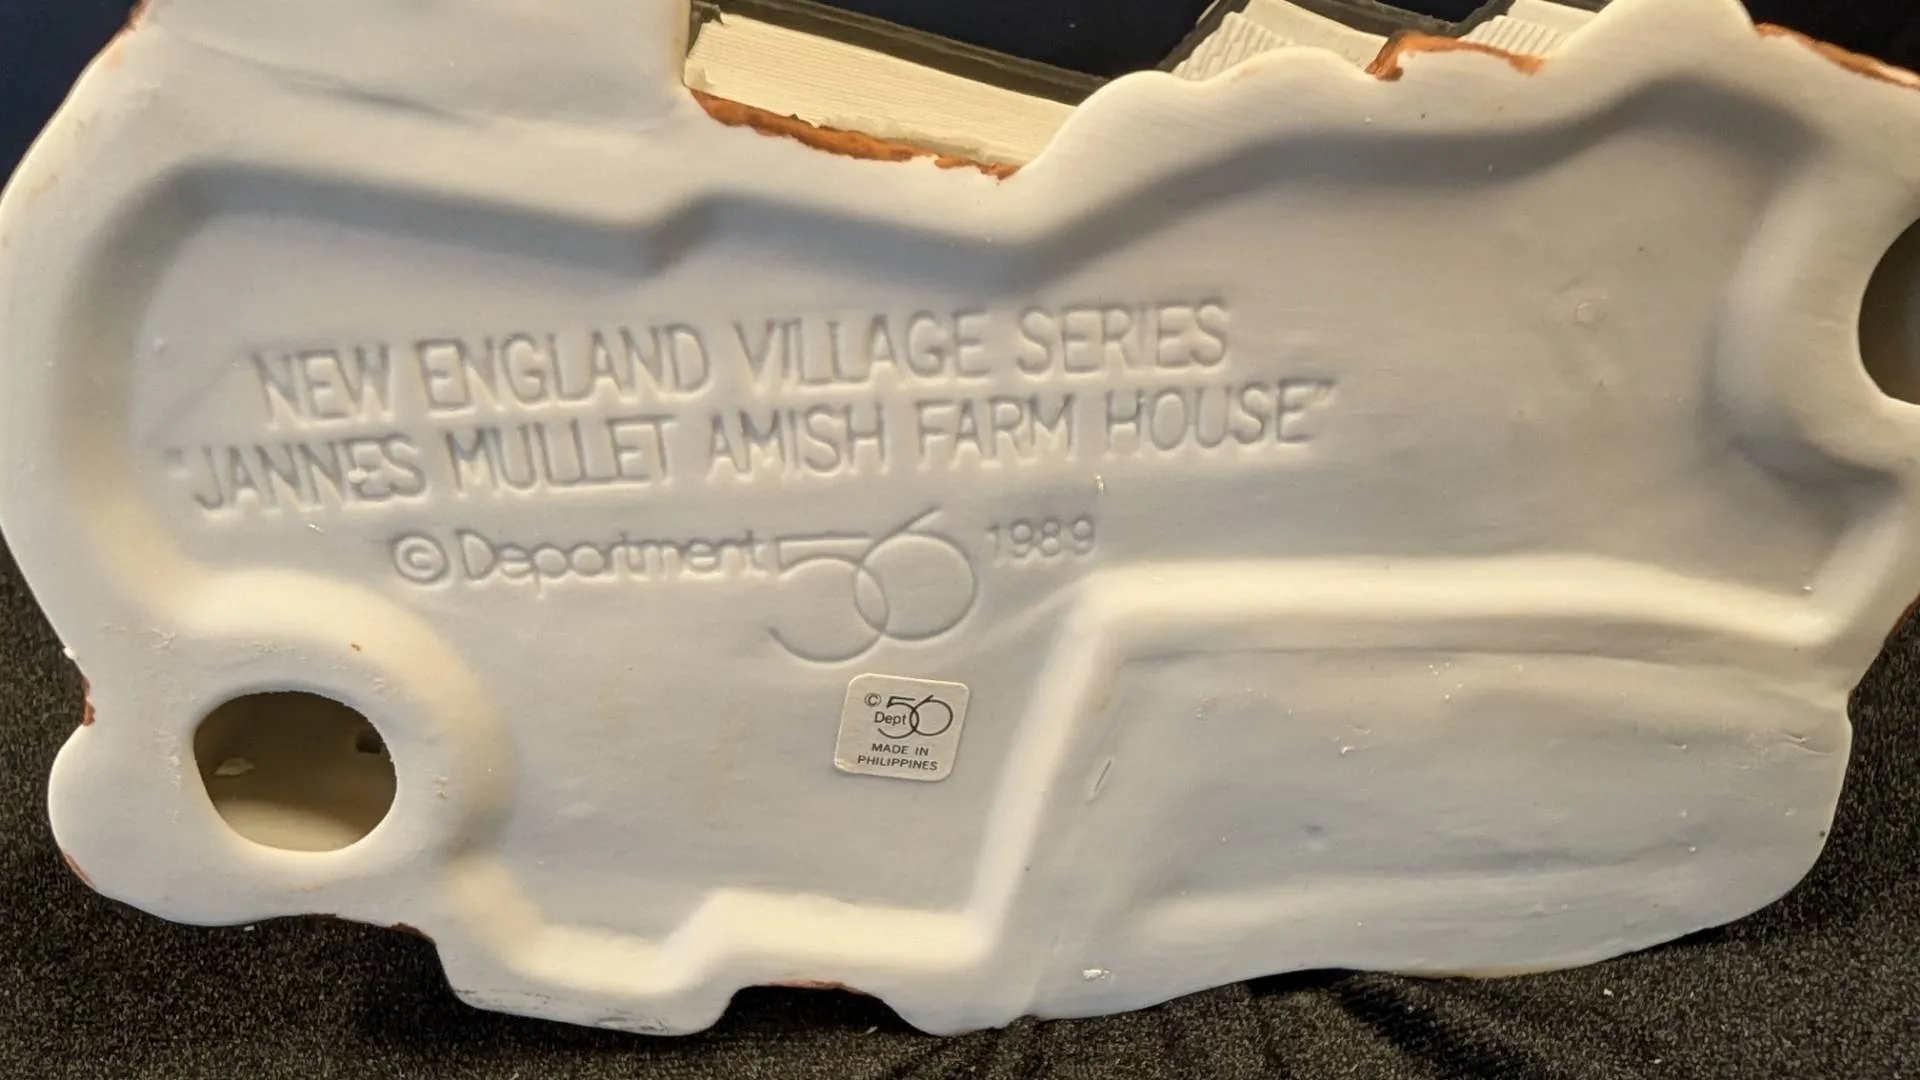 NEW ENGLAND VILLAGE SERIES
"JANNES MULLET AMISH FARM HOUSE"
© Department 56 1989
© Dept 56
MADE IN
PHILIPPINES